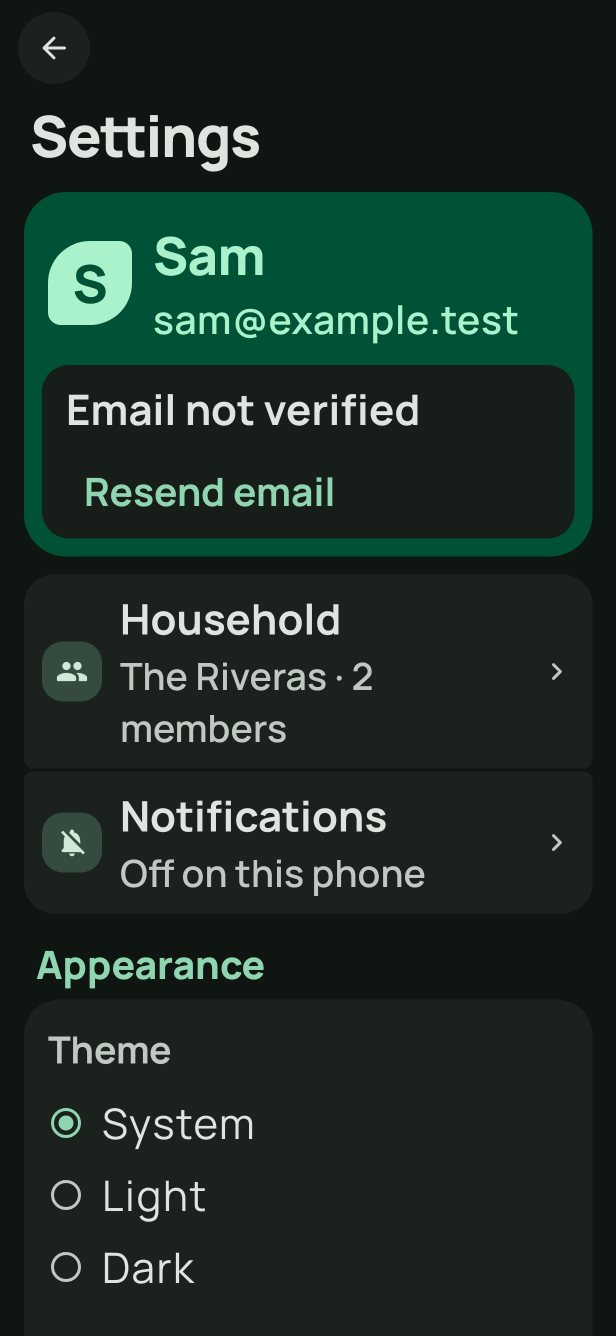 Settings
S
Sam
sam@example.test
Email not verified
Resend email
Household
The Riveras · 2
members
Notifications
Off on this phone
Appearance
Theme
System
Light
Dark